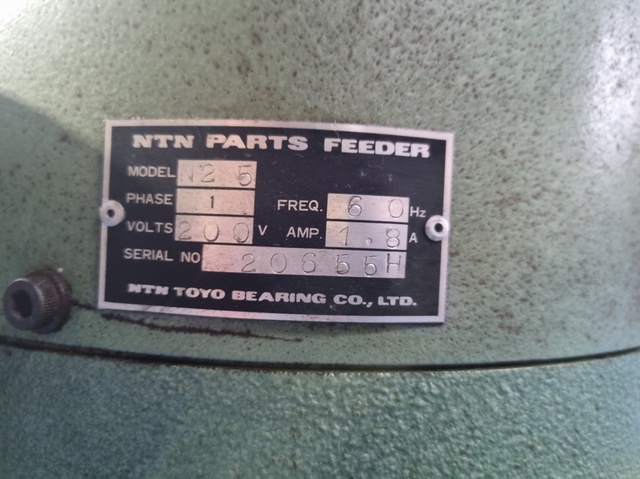 NTN PARTS FEEDER
MODEL N25
PHASE 1 FREQ. 60 Hz
VOLTS 200 V AMP. 1.8 A
SERIAL NO 20655H
NTN TOYO BEARING CO., LTD.